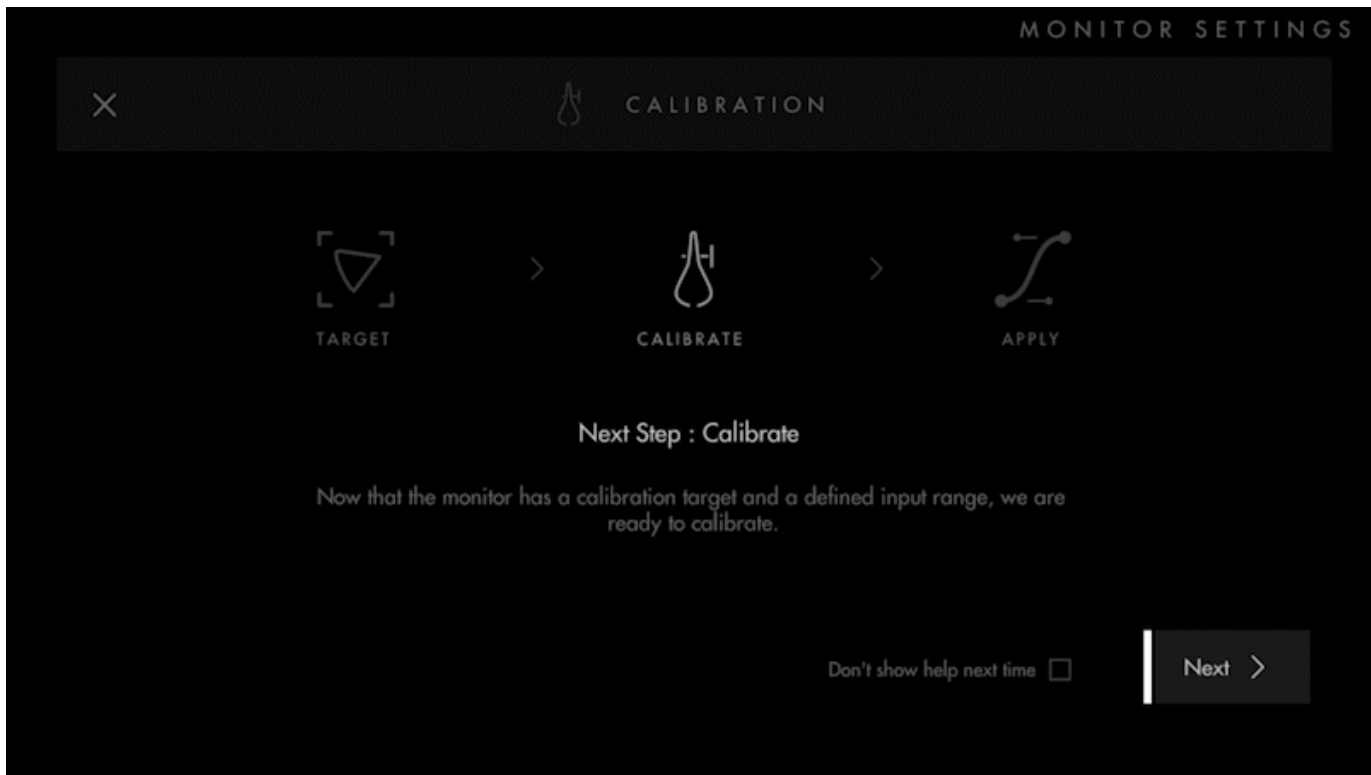 MONITOR SETTINGS
CALIBRATION
TARGET
CALIBRATE
APPLY
Next Step : Calibrate
Now that the monitor has a calibration target and a defined input range, we are
ready to calibrate.
Don't show help next time
Next